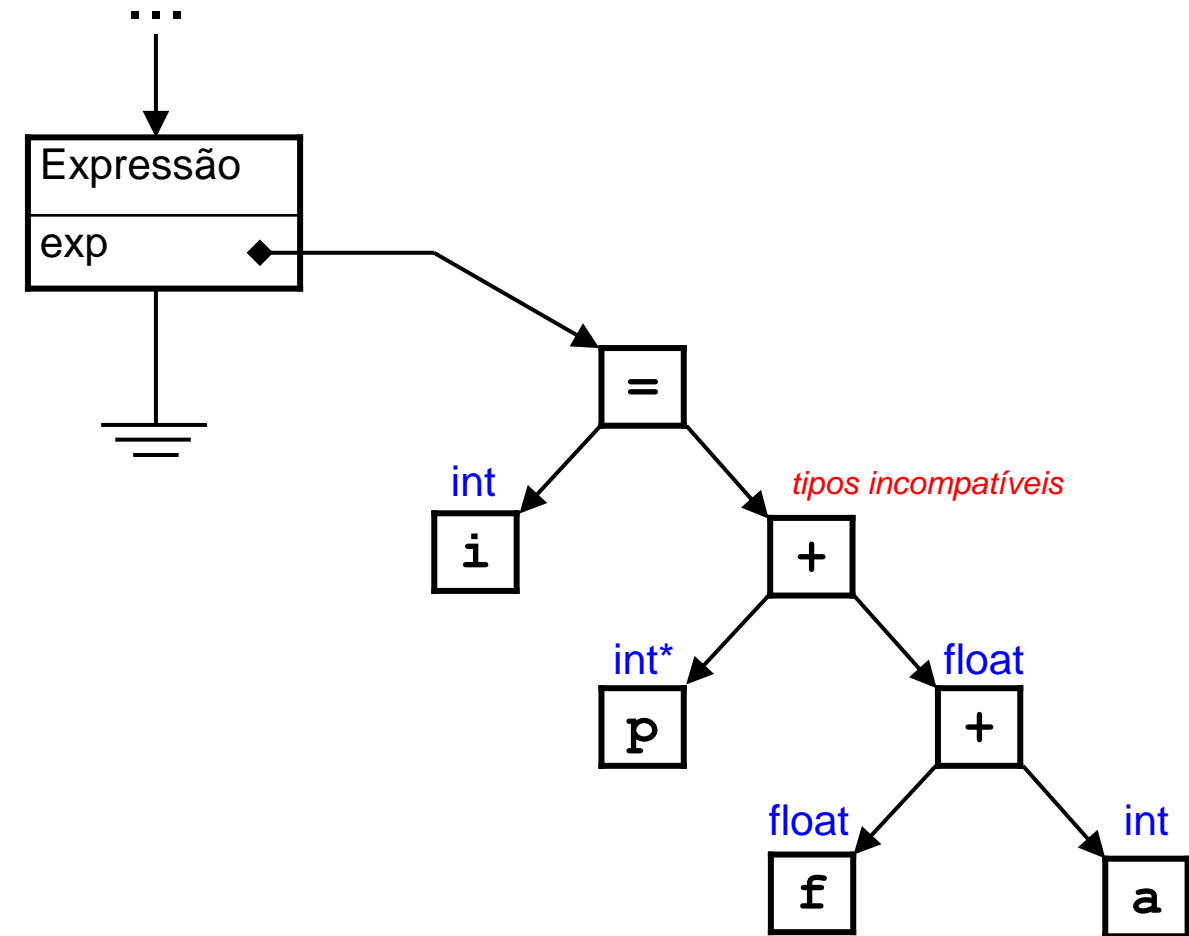 ...
Expressão
exp
=
int
tipos incompatíveis
i
+
int*
float
p
+
float
int
f
a